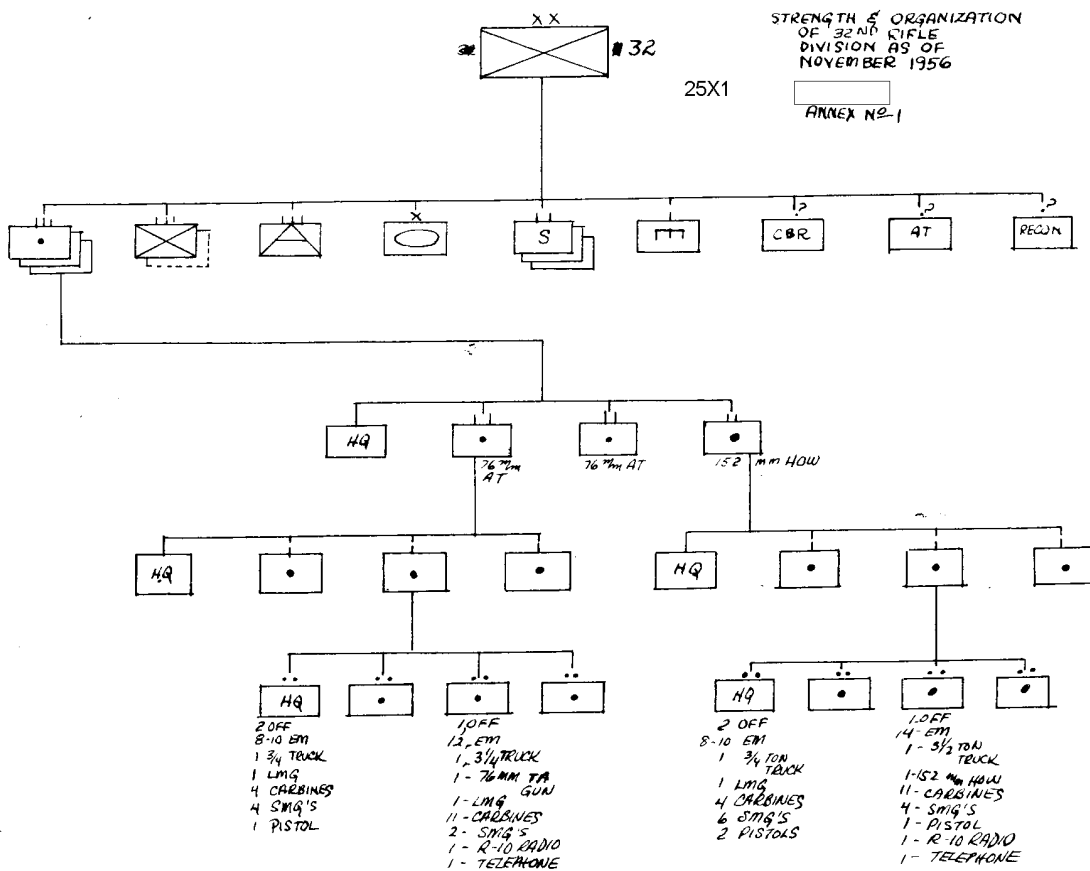 XX
32
STRENGTH & ORGANIZATION
OF 32ND RIFLE
DIVISION AS OF
NOVEMBER 1956
25X1
ANNEX Nº 1
X
?
?
?
S
CBR
AT
RECON
HQ
76 mm
AT
76 mm AT
152 mm HOW
HQ
HQ
HQ
2 OFF
8-10 EM
1 3/4 TRUCK
1 LMG
4 CARBINES
4 SMG'S
1 PISTOL
1 OFF
12 EM
1 3 1/4 TRUCK
1 - 76MM TA
GUN
1 - LMG
11 - CARBINES
2 - SMG'S
1 - R-10 RADIO
1 - TELEPHONE
HQ
2 OFF
8-10 EM
1 3/4 TON
TRUCK
1 LMG
4 CARBINES
6 SMG'S
2 PISTOLS
1-OFF
14-EM
1 - 3 1/2 TON
TRUCK
1-152 mm HOW
11-CARBINES
4 - SMG'S
1 - PISTOL
1 - R-10 RADIO
1 - TELEPHONE